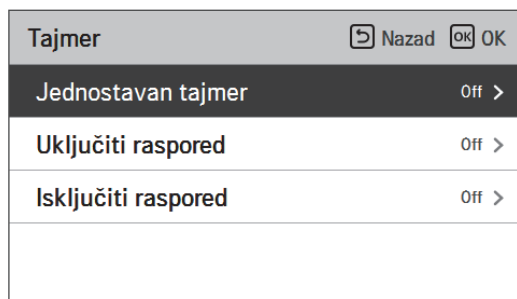 Tajmer Nazad OK OK
Jednostavan tajmer Off >
Uključiti raspored Off >
Isključiti raspored Off >